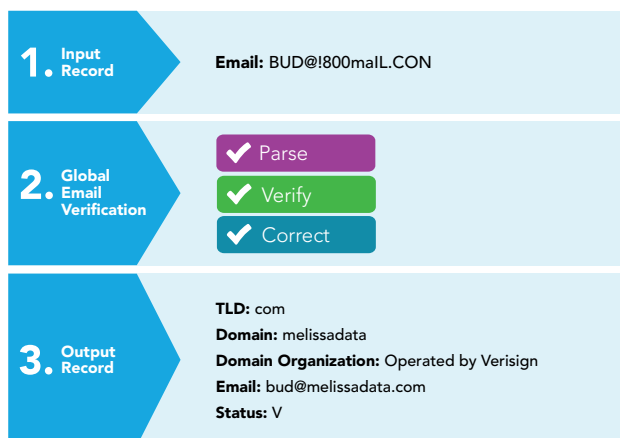 1. Input
Record
Email: BUD@!800maIL.CON
2. Global
Email
Verification
Parse
Verify
Correct
3. Output
Record
TLD: com
Domain: melissadata
Domain Organization: Operated by Verisign
Email: bud@melissadata.com
Status: V